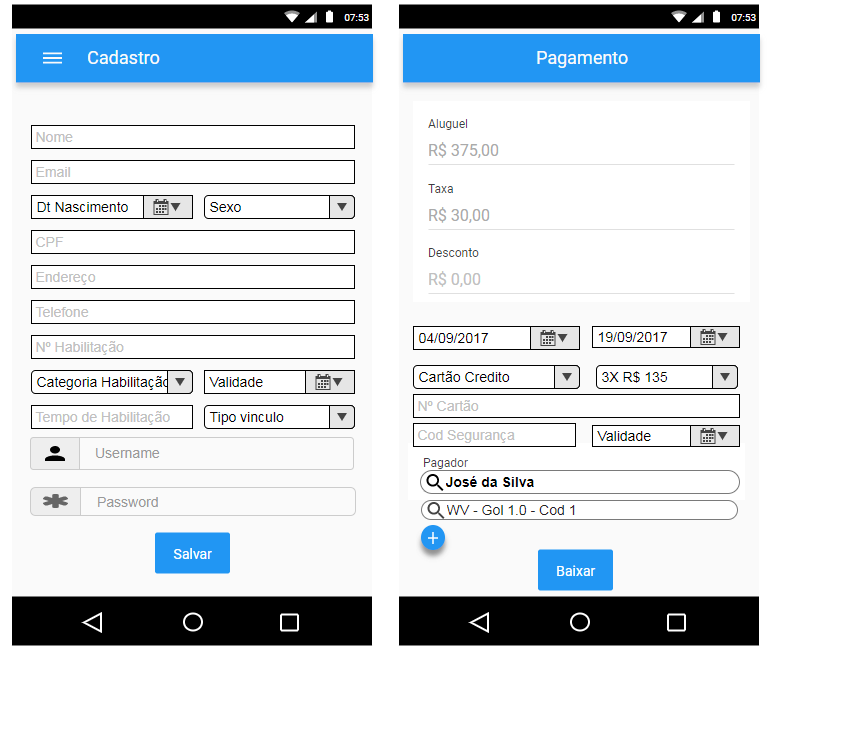 07:53
Cadastro
Nome
Email
Dt Nascimento
Sexo
CPF
Endereço
Telefone
Nº Habilitação
Categoria Habilitaçã
Validade
Tempo de Habilitação
Tipo vinculo
Username
Password
Salvar
07:53
Pagamento
Aluguel
R$ 375,00
Taxa
R$ 30,00
Desconto
R$ 0,00
04/09/2017
19/09/2017
Cartão Credito
3X R$ 135
Nº Cartão
Cod Segurança
Validade
Pagador
José da Silva
WV - Gol 1.0 - Cod 1
Baixar